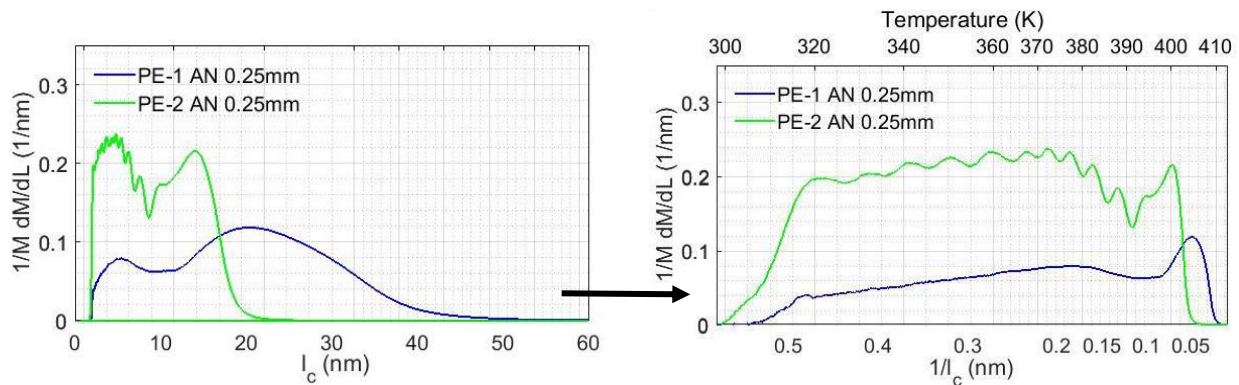 0.3
0.2
0.1
0
1/M dM/dL (1/nm)
PE-1 AN 0.25mm
PE-2 AN 0.25mm
0 10 20 30 40 50 60
l_c (nm)
Temperature (K)
300 320 340 360 370 380 390 400 410
0.3
0.2
0.1
0
1/M dM/dL (1/nm)
PE-1 AN 0.25mm
PE-2 AN 0.25mm
0.5 0.4 0.3 0.2 0.15 0.1 0.05
1/l_c (nm)